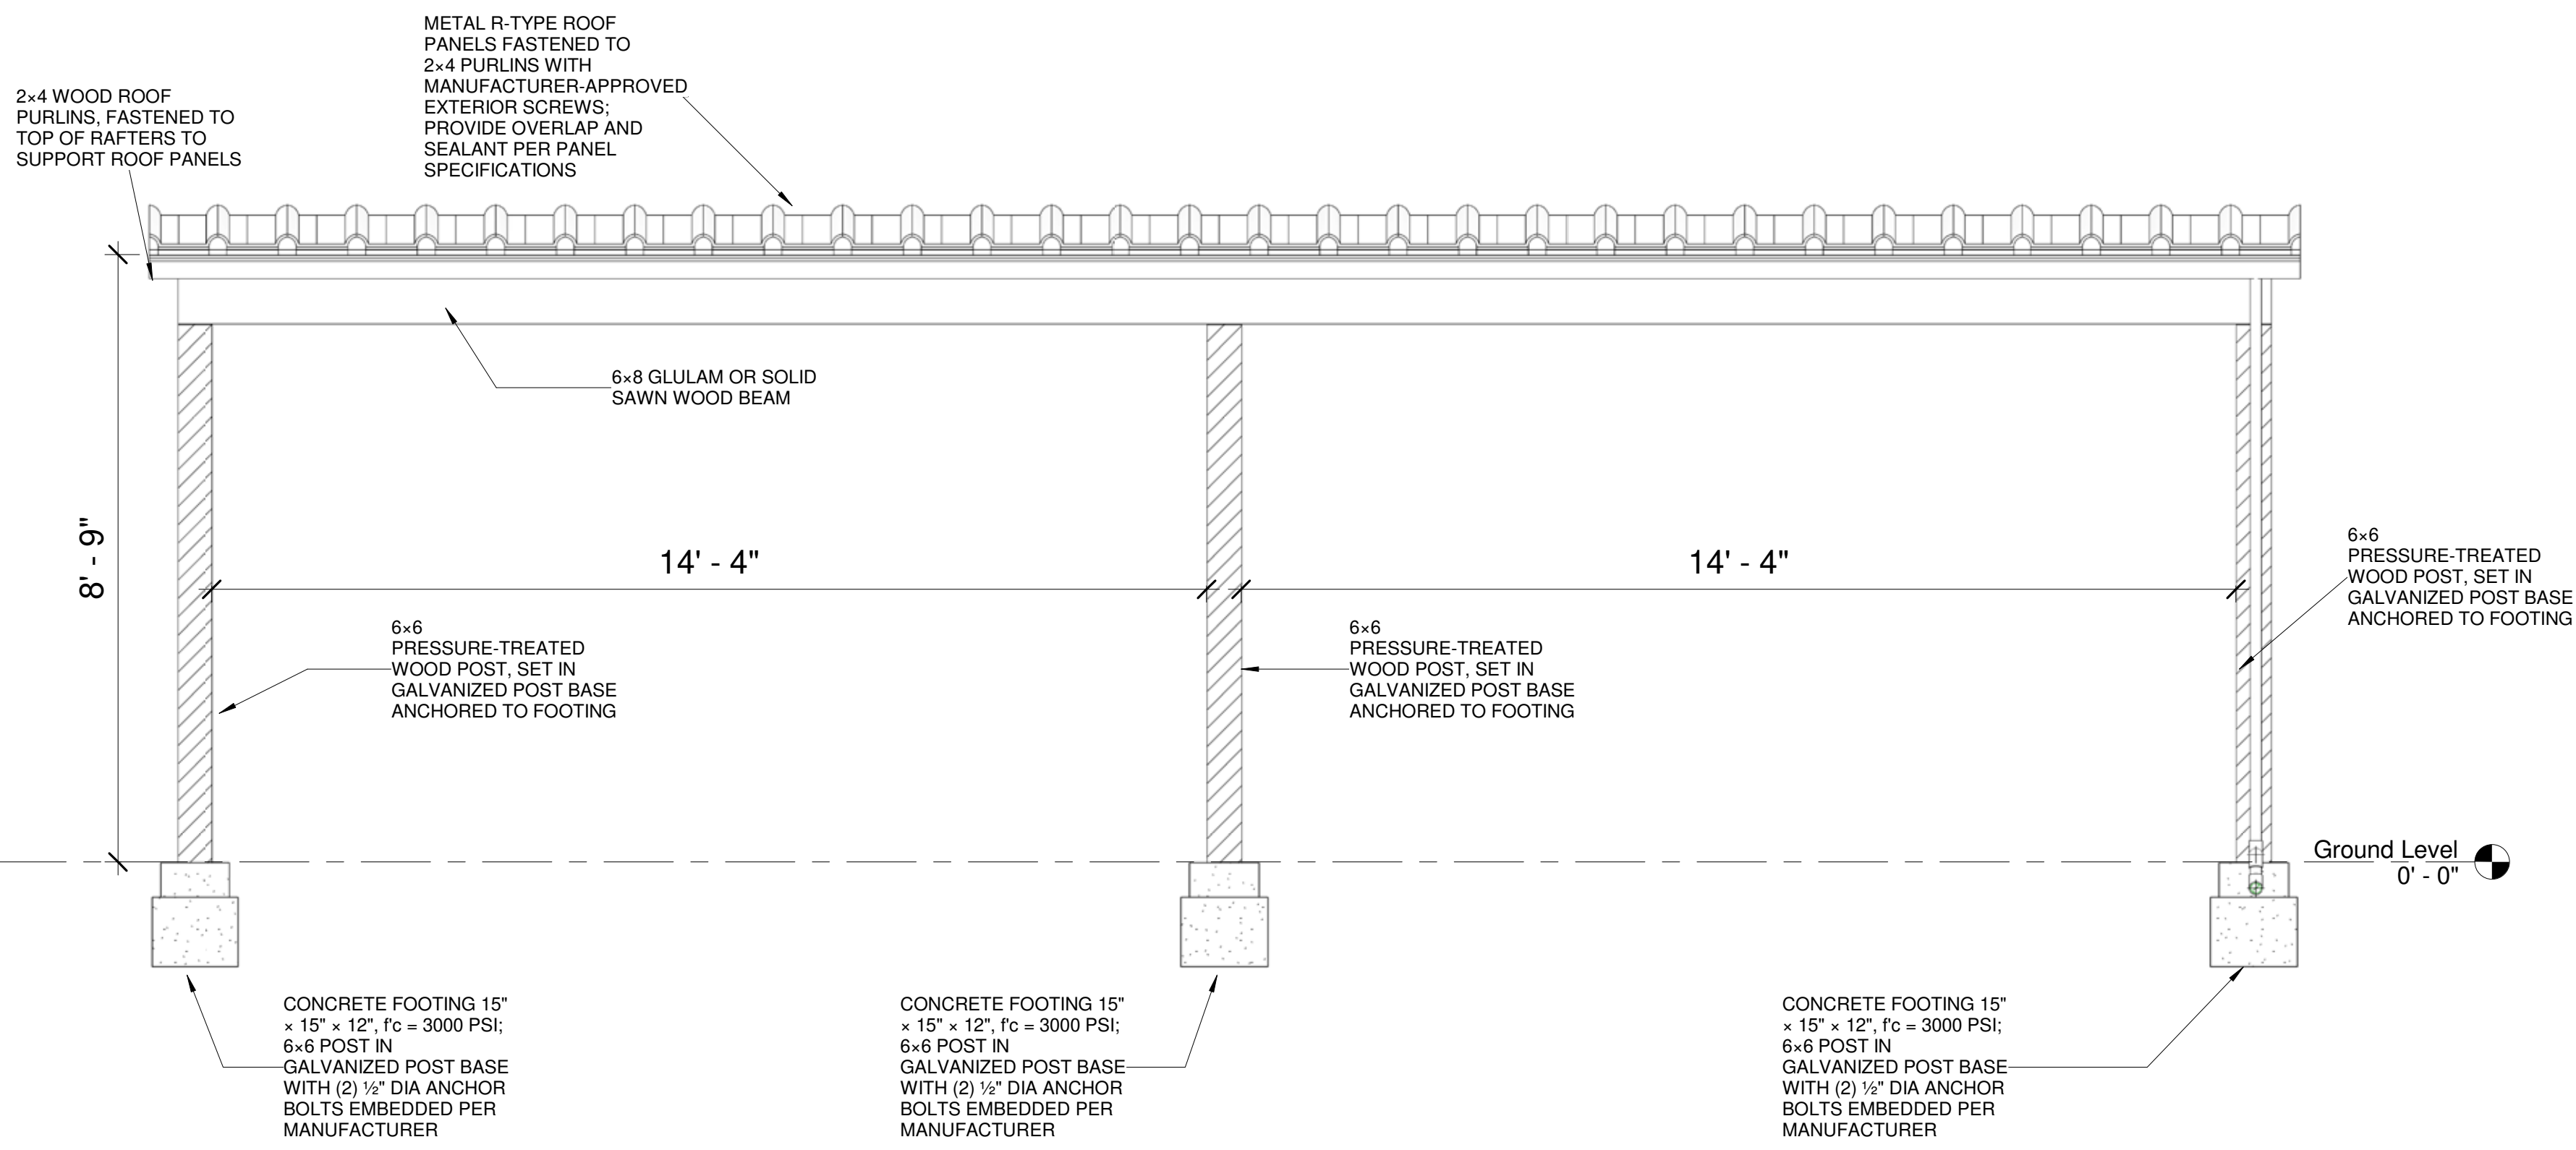 METAL R-TYPE ROOF
PANELS FASTENED TO
2×4 PURLINS WITH
MANUFACTURER-APPROVED
EXTERIOR SCREWS;
PROVIDE OVERLAP AND
SEALANT PER PANEL
SPECIFICATIONS
2×4 WOOD ROOF
PURLINS, FASTENED TO
TOP OF RAFTERS TO
SUPPORT ROOF PANELS
6×8 GLULAM OR SOLID
SAWN WOOD BEAM
8' - 9"
14' - 4"
14' - 4"
6×6
PRESSURE-TREATED
WOOD POST, SET IN
GALVANIZED POST BASE
ANCHORED TO FOOTING
6×6
PRESSURE-TREATED
WOOD POST, SET IN
GALVANIZED POST BASE
ANCHORED TO FOOTING
6×6
PRESSURE-TREATED
WOOD POST, SET IN
GALVANIZED POST BASE
ANCHORED TO FOOTING
Ground Level
0' - 0"
CONCRETE FOOTING 15"
× 15" × 12", f'c = 3000 PSI;
6×6 POST IN
GALVANIZED POST BASE
WITH (2) ½" DIA ANCHOR
BOLTS EMBEDDED PER
MANUFACTURER
CONCRETE FOOTING 15"
× 15" × 12", f'c = 3000 PSI;
6×6 POST IN
GALVANIZED POST BASE
WITH (2) ½" DIA ANCHOR
BOLTS EMBEDDED PER
MANUFACTURER
CONCRETE FOOTING 15"
× 15" × 12", f'c = 3000 PSI;
6×6 POST IN
GALVANIZED POST BASE
WITH (2) ½" DIA ANCHOR
BOLTS EMBEDDED PER
MANUFACTURER